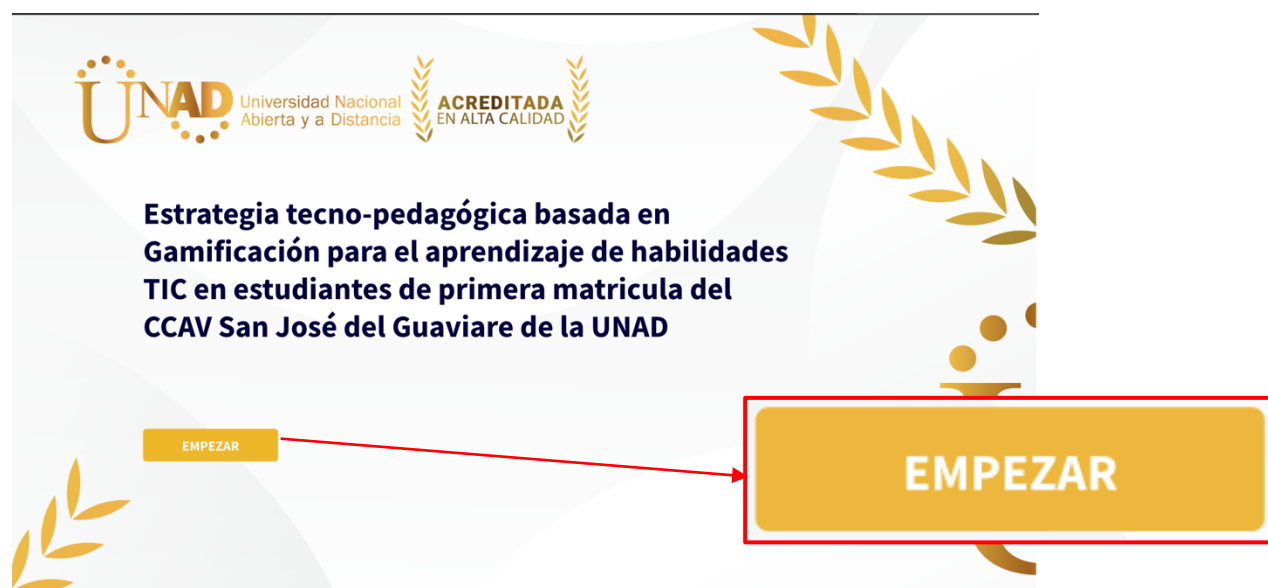 UNAD
Universidad Nacional
Abierta y a Distancia
ACREDITADA
EN ALTA CALIDAD
Estrategia tecno-pedagógica basada en
Gamificación para el aprendizaje de habilidades
TIC en estudiantes de primera matricula del
CCAV San José del Guaviare de la UNAD
EMPEZAR
EMPEZAR